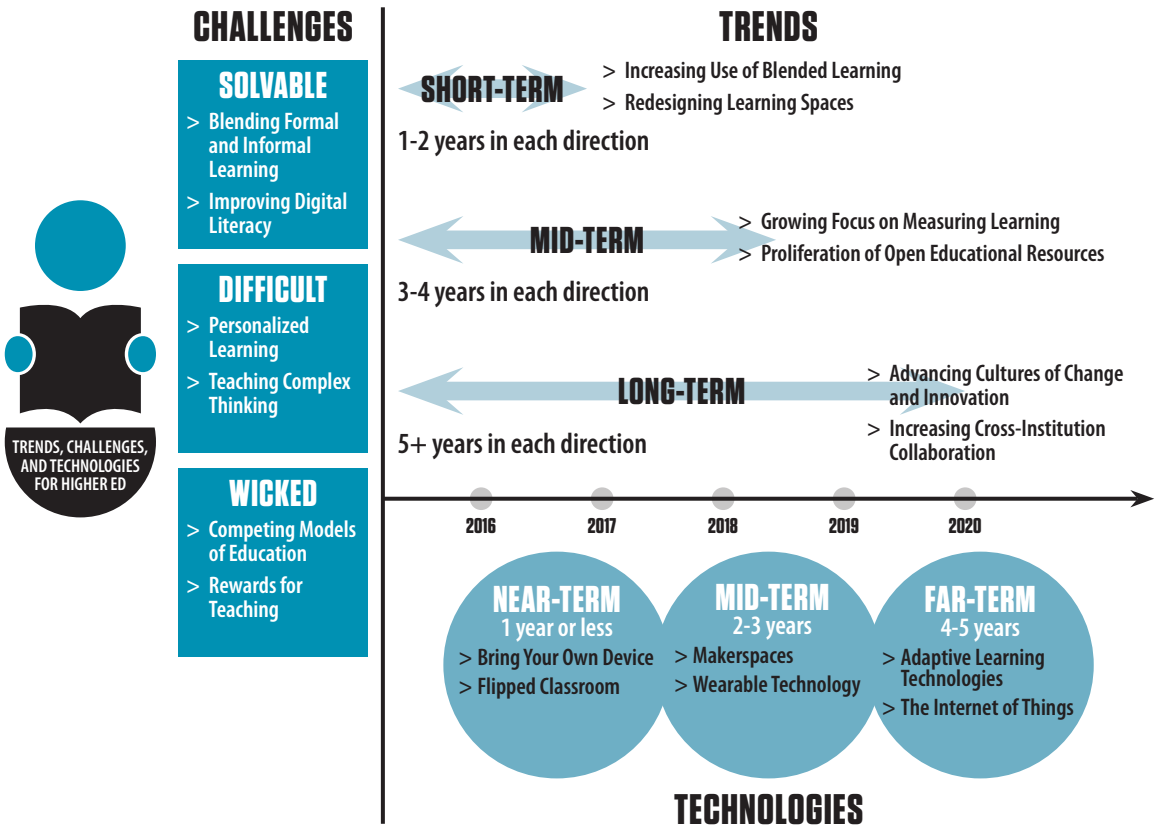 CHALLENGES
SOLVABLE
> Blending Formal
and Informal
Learning
> Improving Digital
Literacy
DIFFICULT
> Personalized
Learning
> Teaching Complex
Thinking
WICKED
> Competing Models
of Education
> Rewards for
Teaching
TRENDS, CHALLENGES,
AND TECHNOLOGIES
FOR HIGHER ED
TRENDS
SHORT-TERM
> Increasing Use of Blended Learning
> Redesigning Learning Spaces
1-2 years in each direction
MID-TERM
> Growing Focus on Measuring Learning
> Proliferation of Open Educational Resources
3-4 years in each direction
LONG-TERM
> Advancing Cultures of Change
and Innovation
> Increasing Cross-Institution
Collaboration
5+ years in each direction
2016 2017 2018 2019 2020
NEAR-TERM
1 year or less
> Bring Your Own Device
> Flipped Classroom
MID-TERM
2-3 years
> Makerspaces
> Wearable Technology
FAR-TERM
4-5 years
> Adaptive Learning
Technologies
> The Internet of Things
TECHNOLOGIES